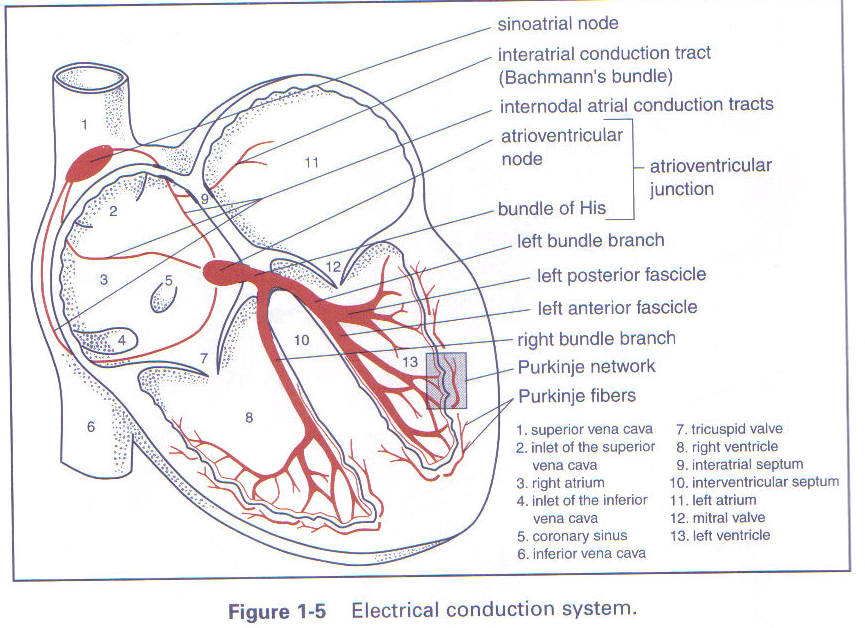 sinoatrial node
interatrial conduction tract
(Bachmann's bundle)
internodal atrial conduction tracts
atrioventricular
node
atrioventricular
junction
bundle of His
left bundle branch
left posterior fascicle
left anterior fascicle
right bundle branch
Purkinje network
Purkinje fibers
1
2
3
4
5
6
7
8
9
10
11
12
13
1. superior vena cava
2. inlet of the superior
vena cava
3. right atrium
4. inlet of the inferior
vena cava
5. coronary sinus
6. inferior vena cava
7. tricuspid valve
8. right ventricle
9. interatrial septum
10. interventricular septum
11. left atrium
12. mitral valve
13. left ventricle
Figure 1-5 Electrical conduction system.